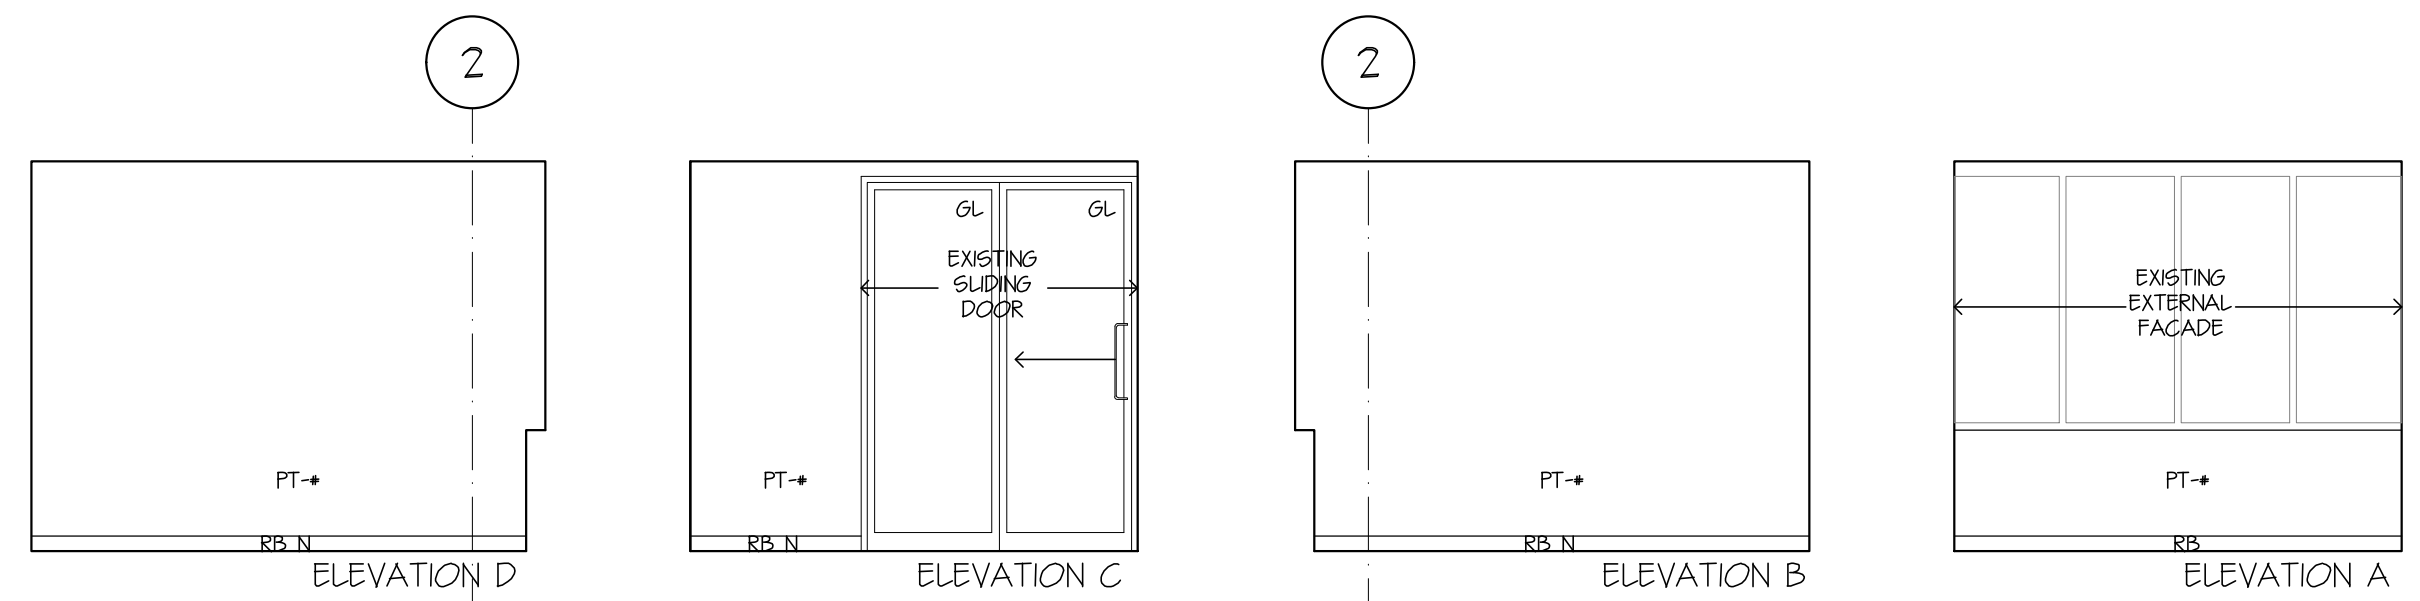 2
2
GL
GL
EXISTING
SLIDING
DOOR
EXISTING
EXTERNAL
FACADE
PT-#
PT-#
PT-#
PT-#
RB N
RB N
RB N
RB
ELEVATION D
ELEVATION C
ELEVATION B
ELEVATION A